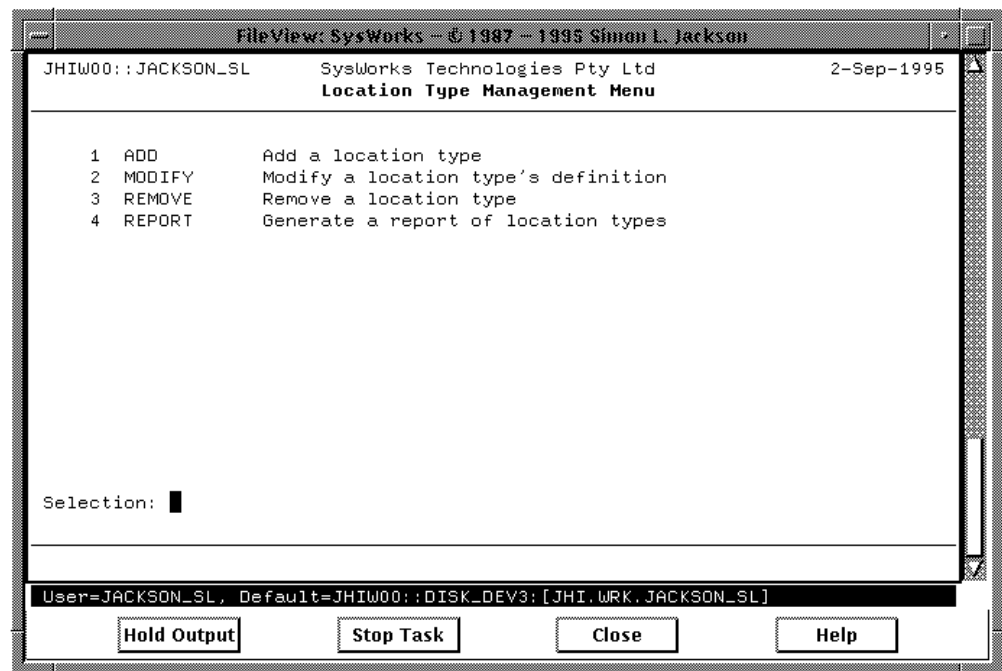 FileView: SysWorks – © 1987 – 1995 Simon L. Jackson
JHIW00::JACKSON_SL SysWorks Technologies Pty Ltd 2-Sep-1995
Location Type Management Menu
1 ADD Add a location type
2 MODIFY Modify a location type's definition
3 REMOVE Remove a location type
4 REPORT Generate a report of location types
Selection:
User=JACKSON_SL, Default=JHIW00::DISK_DEV3:[JHI.WRK.JACKSON_SL]
Hold Output Stop Task Close Help